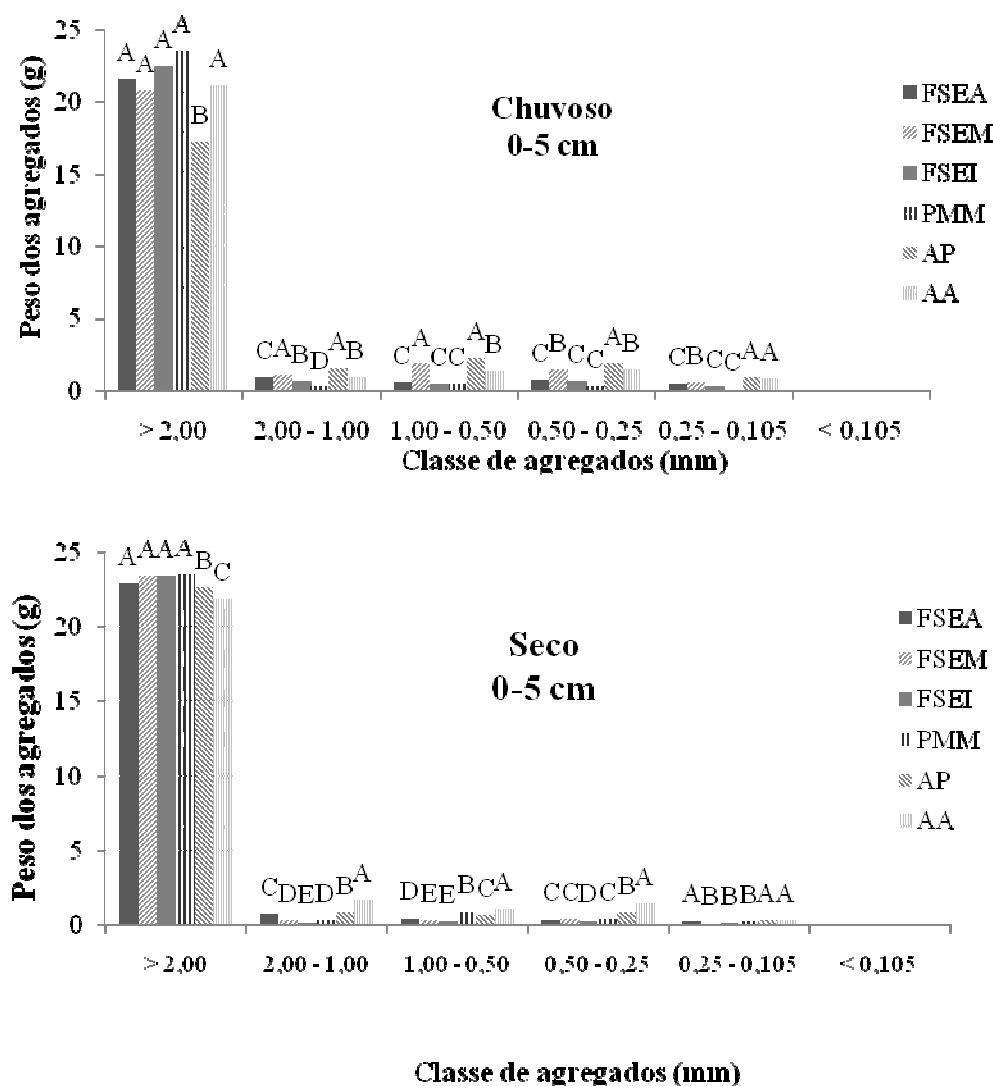 25
20
15
10
5
0
Peso dos agregados (g)
A A A A B A
Chuvoso
0-5 cm
FSEA
FSEM
FSEI
PMM
AP
AA
C A B D A B
C A C C A B
C B C C A B
C B C C A A
> 2,00 2,00 - 1,00 1,00 - 0,50 0,50 - 0,25 0,25 - 0,105 < 0,105
Classe de agregados (mm)
25
20
15
10
5
0
Peso dos agregados (g)
A A A A B C
Seco
0-5 cm
FSEA
FSEM
FSEI
PMM
AP
AA
C D E D B A
D E E B C A
C C D C B A
A B B B A A
> 2,00 2,00 - 1,00 1,00 - 0,50 0,50 - 0,25 0,25 - 0,105 < 0,105
Classe de agregados (mm)